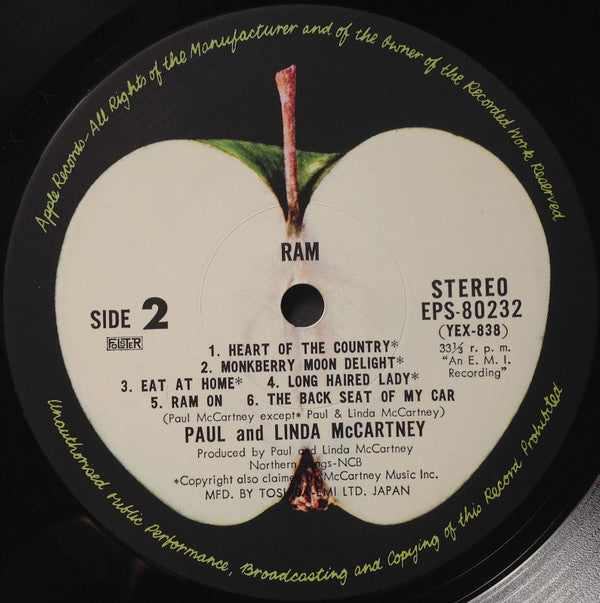 Apple Records-All Rights of the Manufacturer and of the Owner of the Recorded Work Reserved
RAM
SIDE 2
STEREO
EPS-80232
(YEX-838)
33⅓ r. p. m.
"An E. M. I.
Recording"
1. HEART OF THE COUNTRY*
2. MONKBERRY MOON DELIGHT*
3. EAT AT HOME* 4. LONG HAIRED LADY*
5. RAM ON 6. THE BACK SEAT OF MY CAR
(Paul McCartney except* Paul & Linda McCartney)
PAUL and LINDA McCARTNEY
Produced by Paul and Linda McCartney
Northern Songs-NCB
*Copyright also claimed McCartney Music Inc.
MFD. BY TOSHIBA-EMI LTD. JAPAN
Unauthorised Public Performance, Broadcasting and Copying of this Record Prohibited